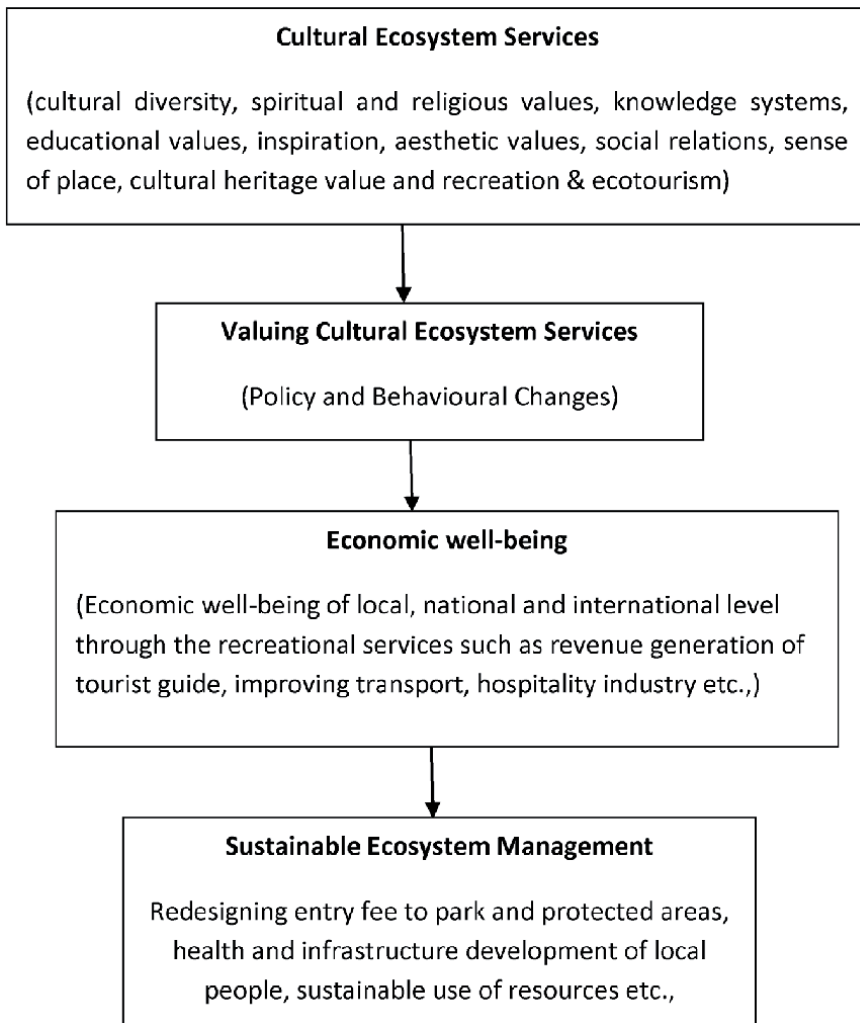 Cultural Ecosystem Services
(cultural diversity, spiritual and religious values, knowledge systems,
educational values, inspiration, aesthetic values, social relations, sense
of place, cultural heritage value and recreation & ecotourism)
Valuing Cultural Ecosystem Services
(Policy and Behavioural Changes)
Economic well-being
(Economic well-being of local, national and international level
through the recreational services such as revenue generation of
tourist guide, improving transport, hospitality industry etc.,)
Sustainable Ecosystem Management
Redesigning entry fee to park and protected areas,
health and infrastructure development of local
people, sustainable use of resources etc.,